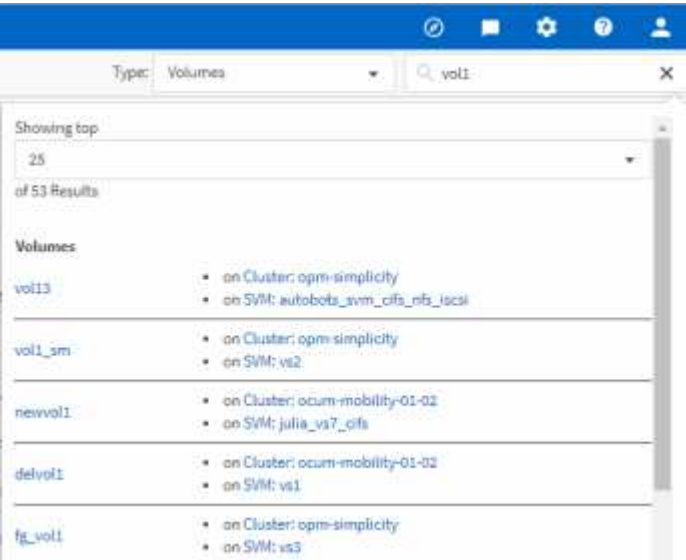 Type: Volumes vol1
Showing top
25
of 53 Results
Volumes
vol13
on Cluster: opm-simplicity
on SVM: autobots_svm_cifs_nfs_iscsi
vol1_sm
on Cluster: opm-simplicity
on SVM: vs2
newvol1
on Cluster: ocum-mobility-01-02
on SVM: julia_vs7_cifs
delvol1
on Cluster: ocum-mobility-01-02
on SVM: vs1
fg_vol1
on Cluster: opm-simplicity
on SVM: vs3